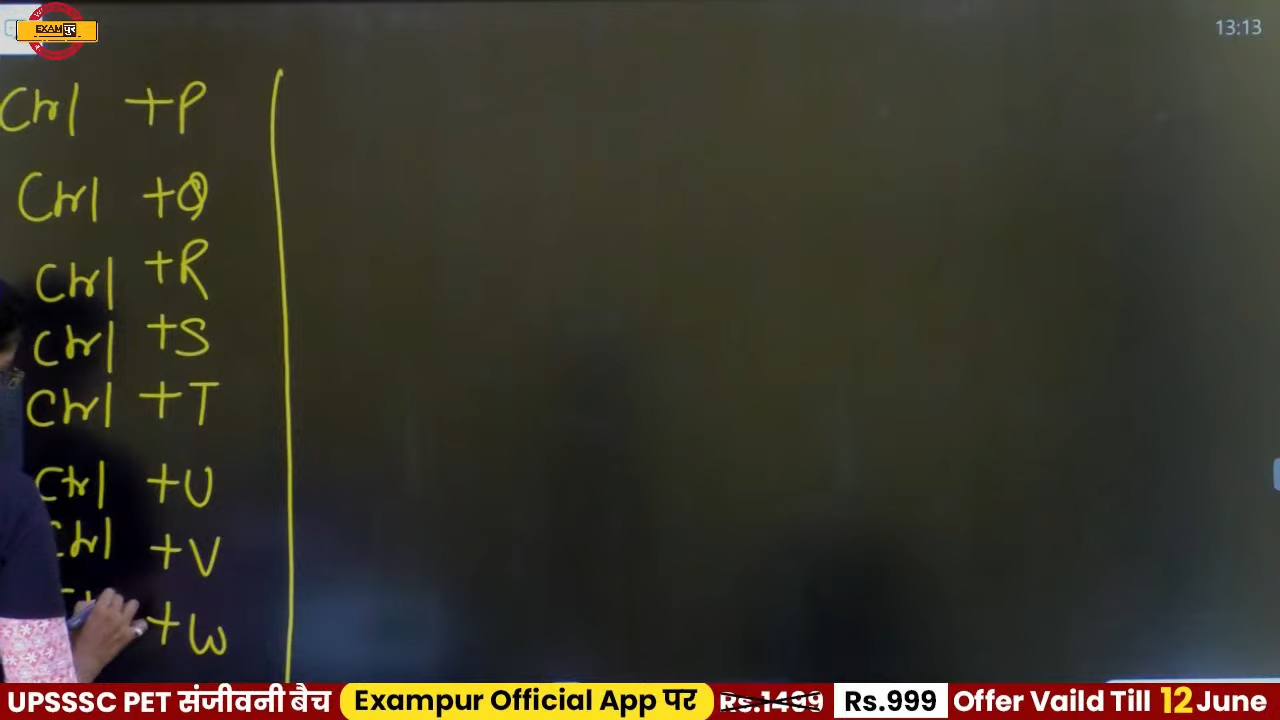 EXAMपुर
13:13
Ctrl +P
Ctrl +Q
Ctrl +R
Ctrl +S
Ctrl +T
Ctrl +U
Ctrl +V
+W
UPSSSC PET संजीवनी बैच Exampur Official App पर Rs.1499 Rs.999 Offer Vaild Till 12 June